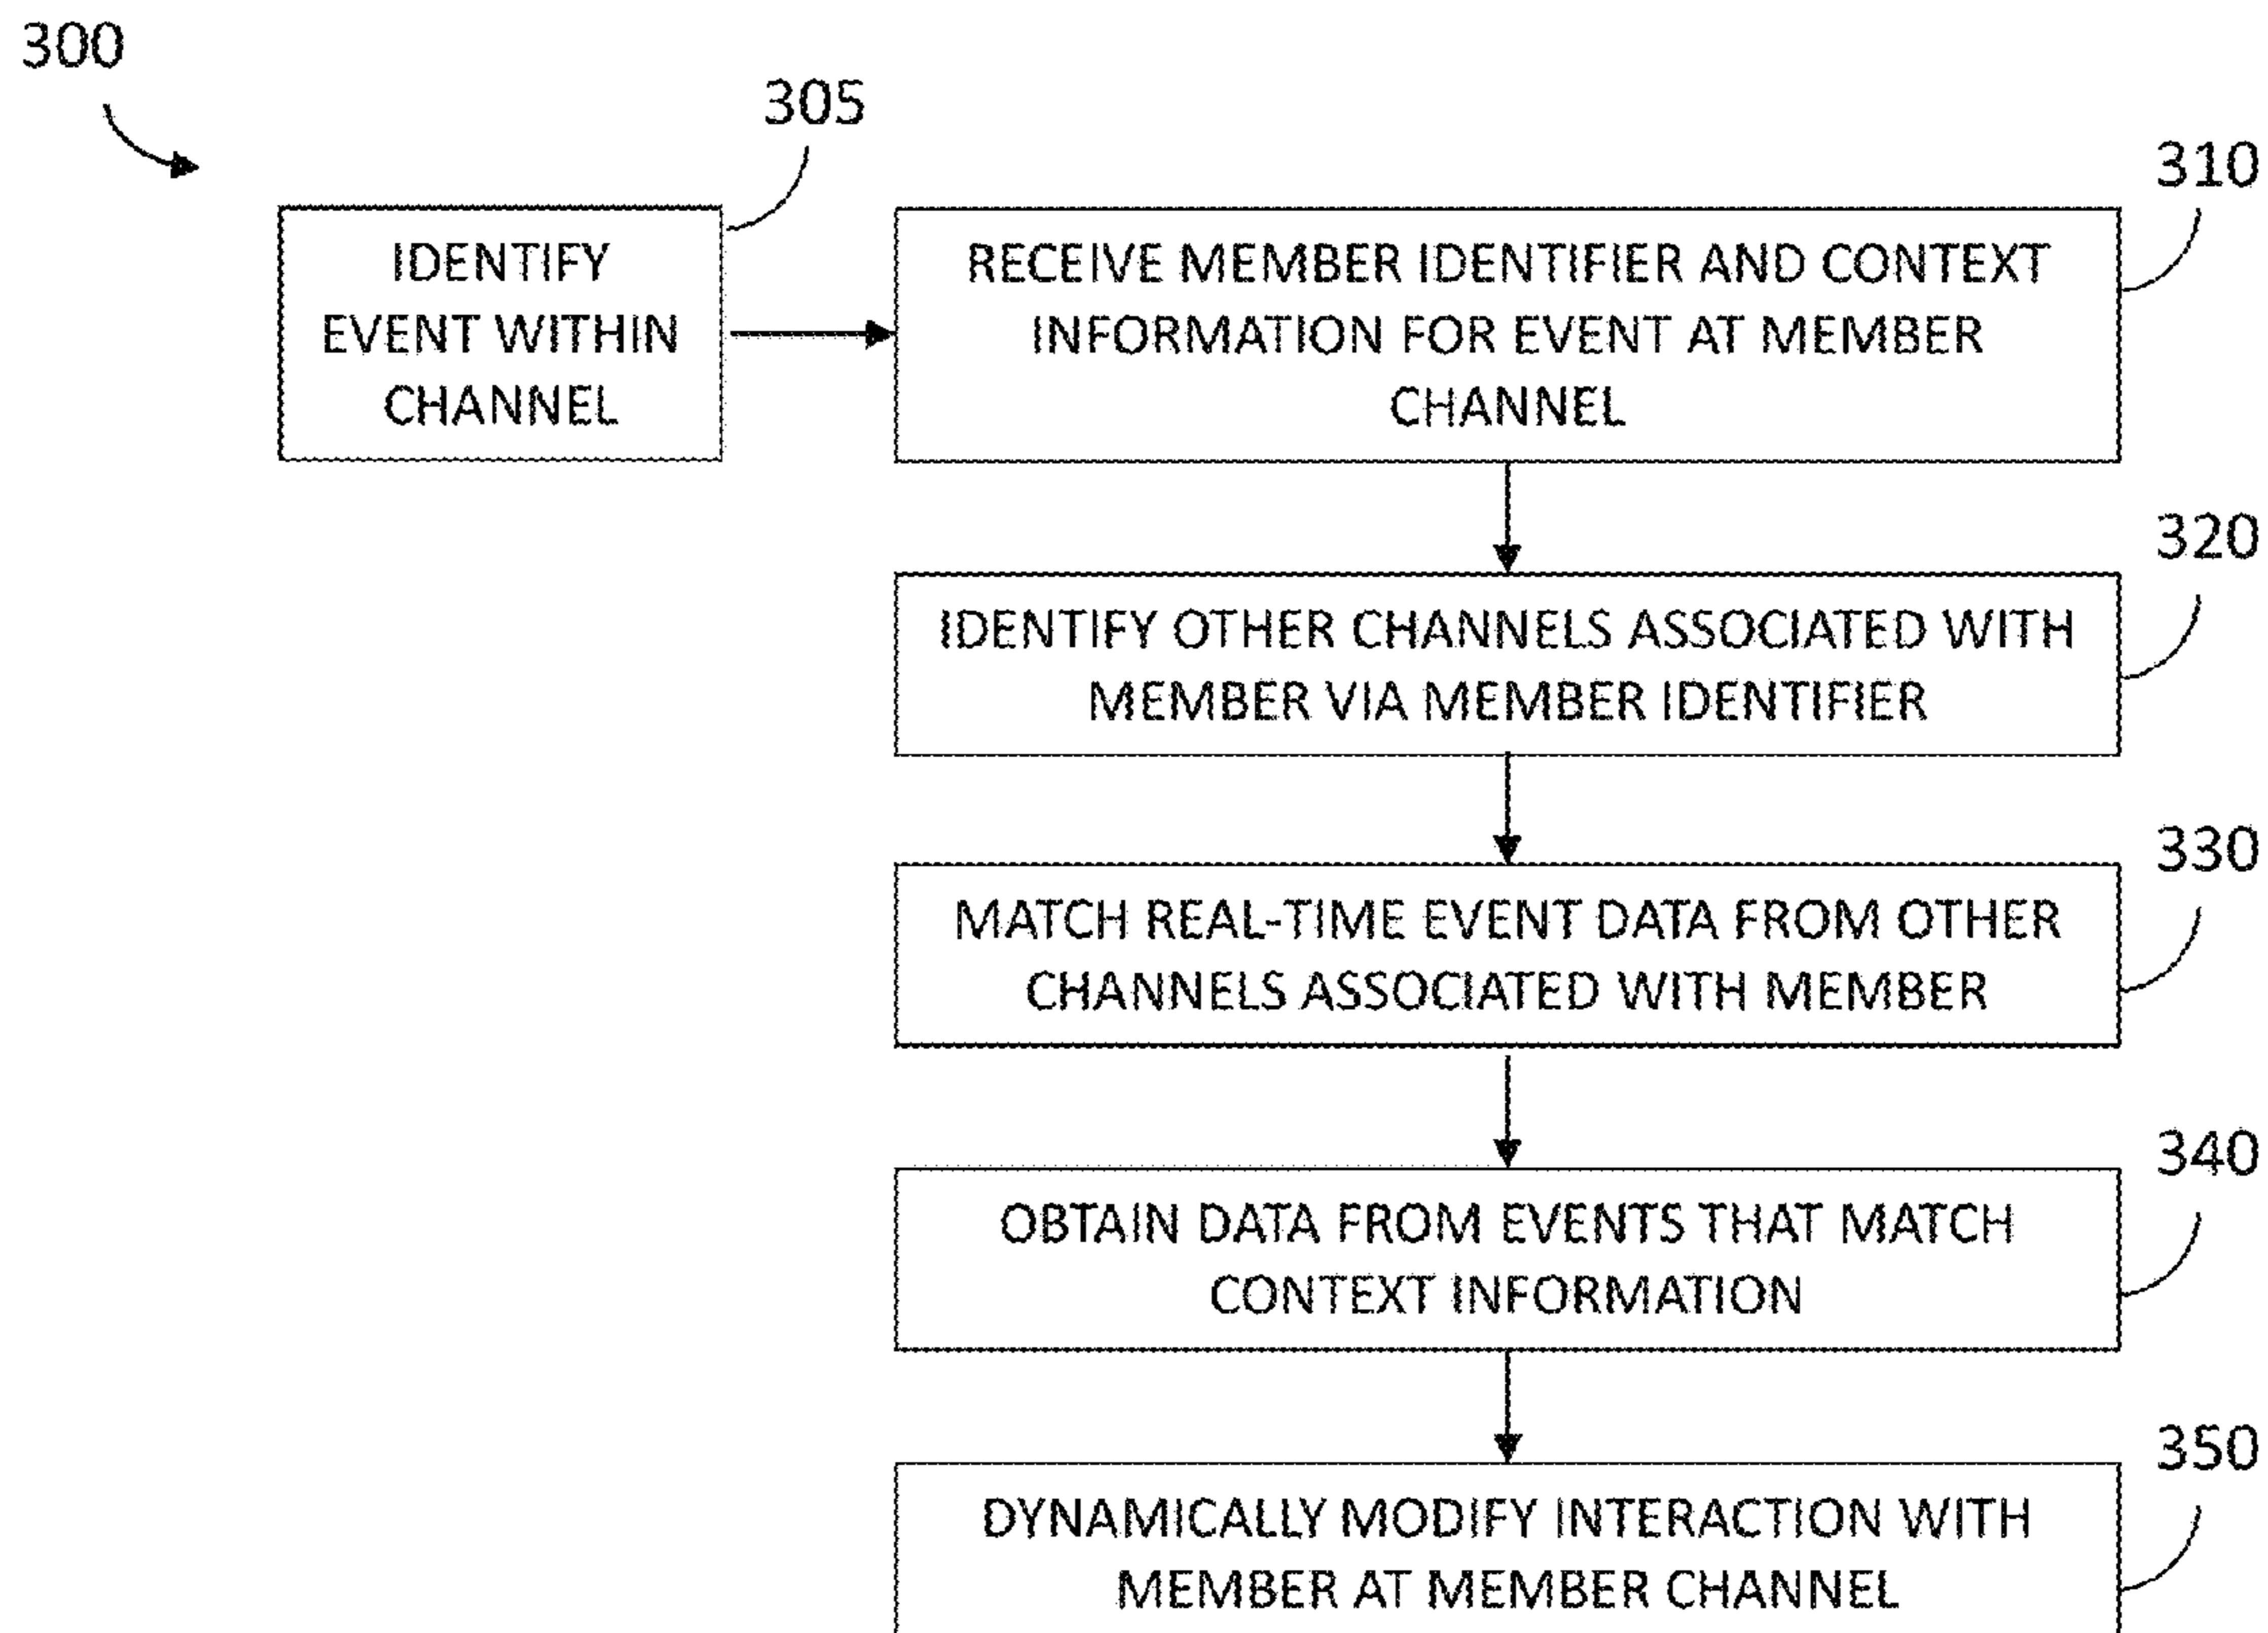 300
305
IDENTIFY
EVENT WITHIN
CHANNEL
310
RECEIVE MEMBER IDENTIFIER AND CONTEXT
INFORMATION FOR EVENT AT MEMBER
CHANNEL
320
IDENTIFY OTHER CHANNELS ASSOCIATED WITH
MEMBER VIA MEMBER IDENTIFIER
330
MATCH REAL-TIME EVENT DATA FROM OTHER
CHANNELS ASSOCIATED WITH MEMBER
340
OBTAIN DATA FROM EVENTS THAT MATCH
CONTEXT INFORMATION
350
DYNAMICALLY MODIFY INTERACTION WITH
MEMBER AT MEMBER CHANNEL